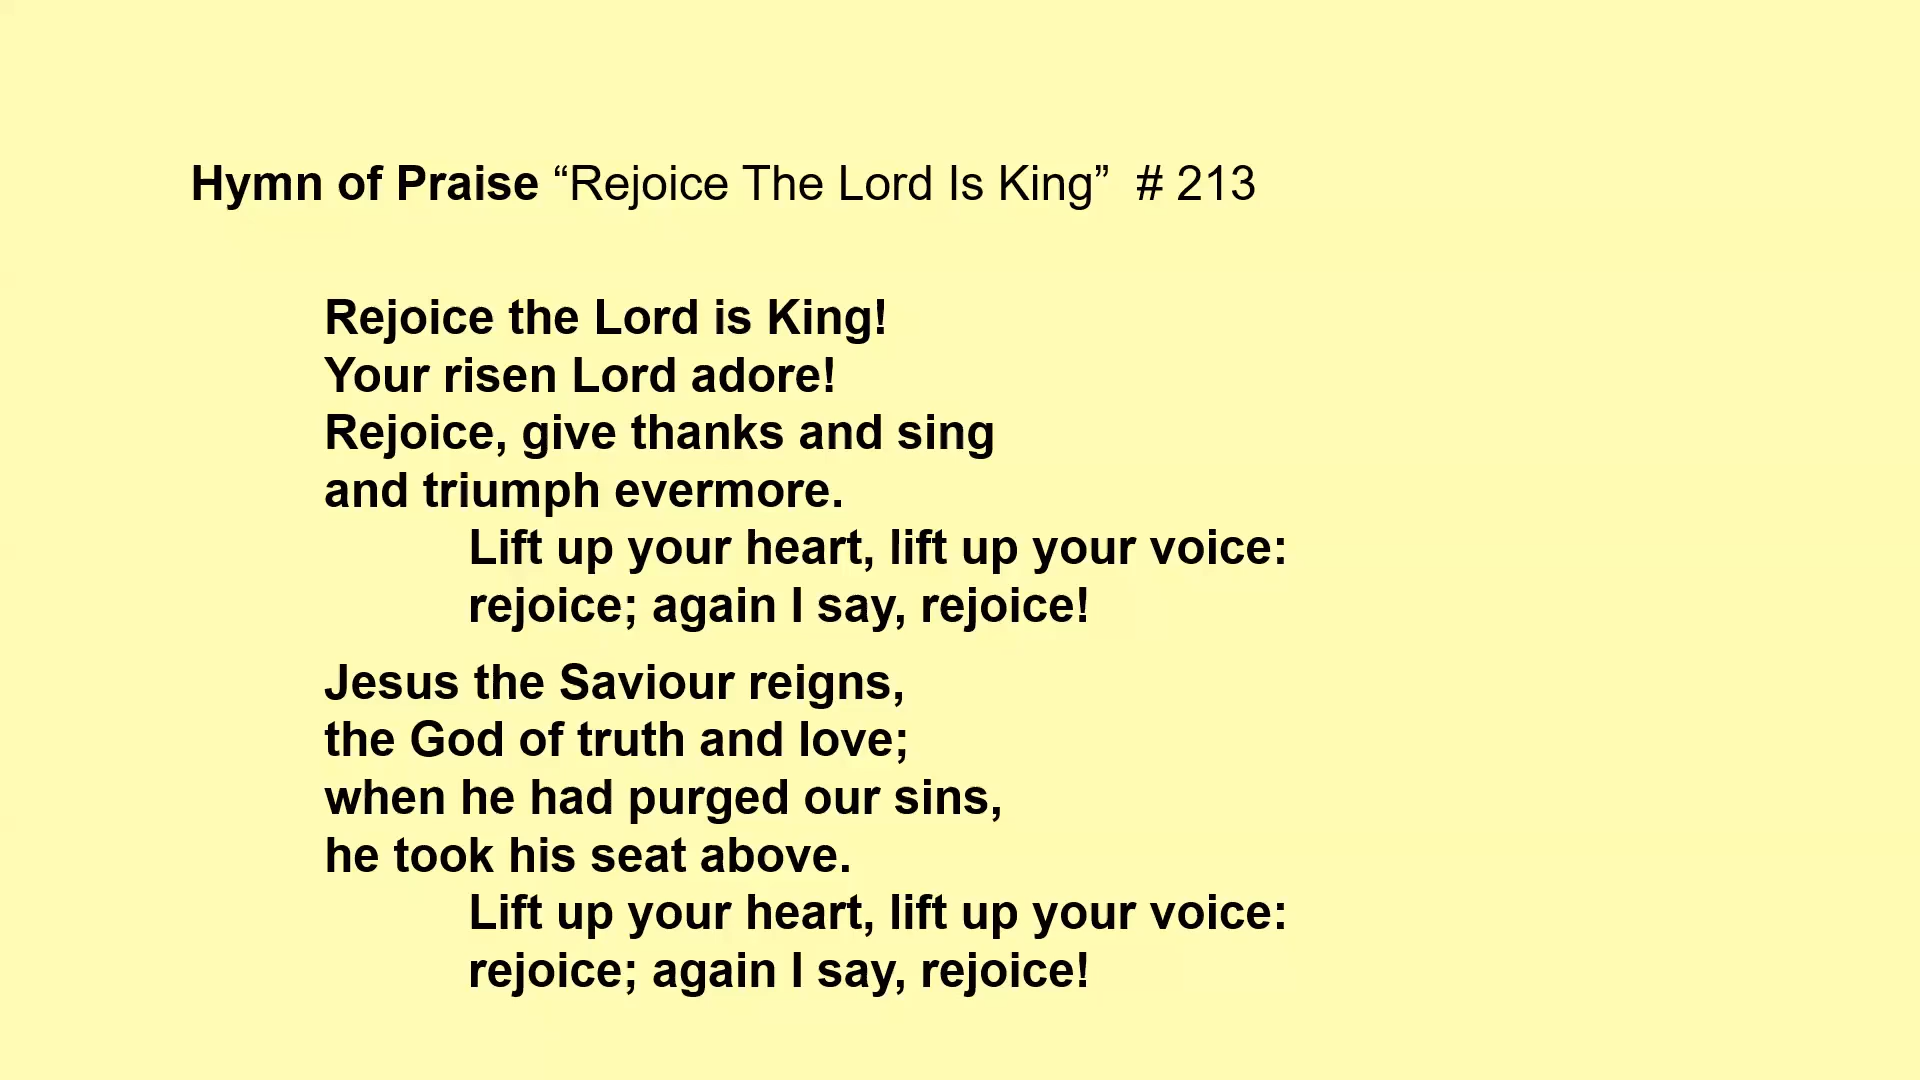 Hymn of Praise “Rejoice The Lord Is King”  # 213
Rejoice the Lord is King!
Your risen Lord adore!
Rejoice, give thanks and sing
and triumph evermore.
Lift up your heart, lift up your voice:
rejoice; again I say, rejoice!
Jesus the Saviour reigns,
the God of truth and love;
when he had purged our sins,
he took his seat above.
Lift up your heart, lift up your voice:
rejoice; again I say, rejoice!